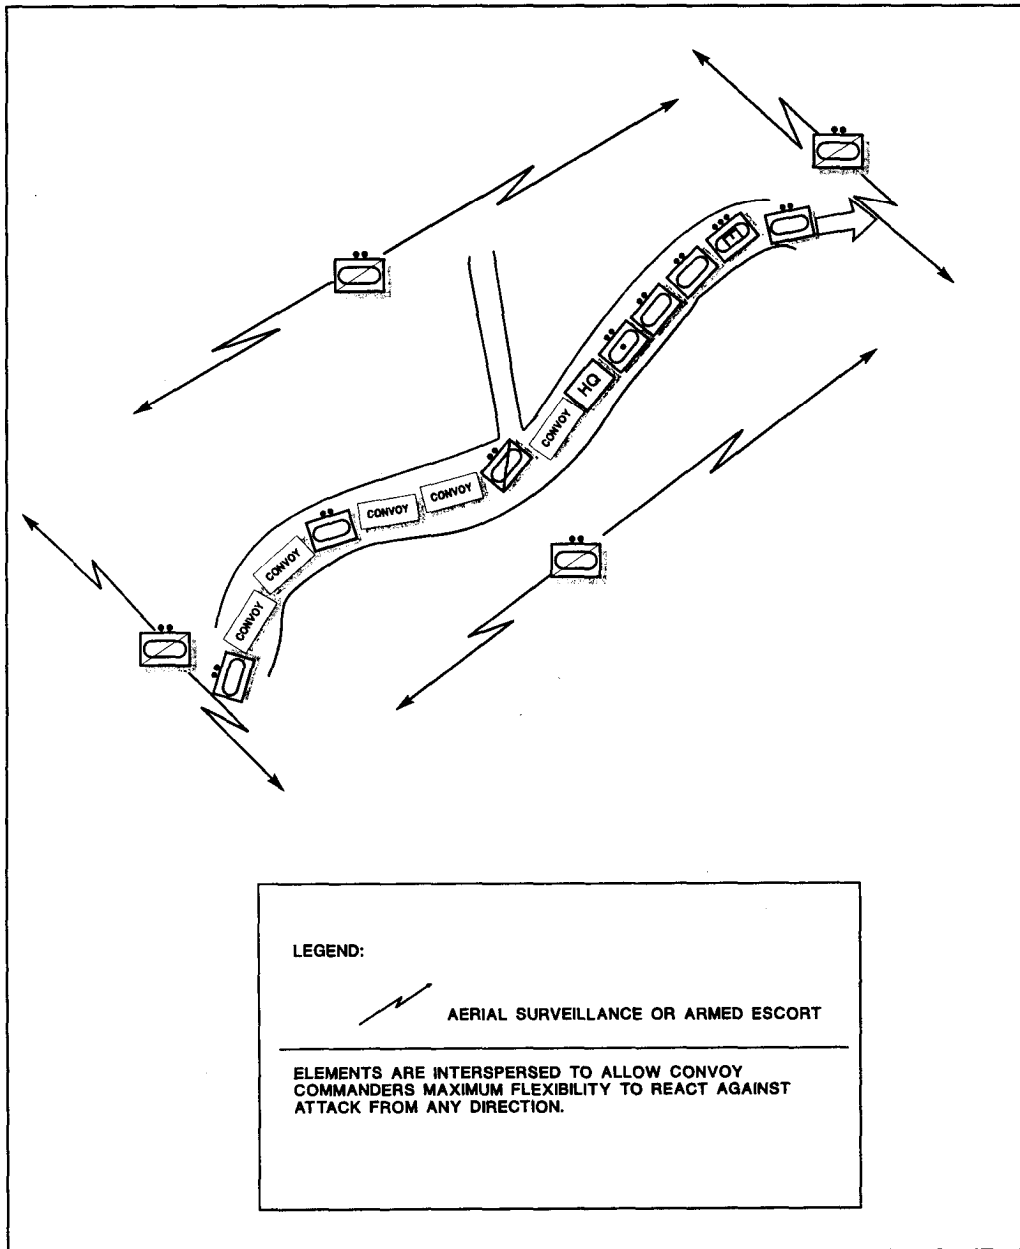 HQ
CONVOY
CONVOY
CONVOY
CONVOY
CONVOY
LEGEND:
AERIAL SURVEILLANCE OR ARMED ESCORT
ELEMENTS ARE INTERSPERSED TO ALLOW CONVOY
COMMANDERS MAXIMUM FLEXIBILITY TO REACT AGAINST
ATTACK FROM ANY DIRECTION.